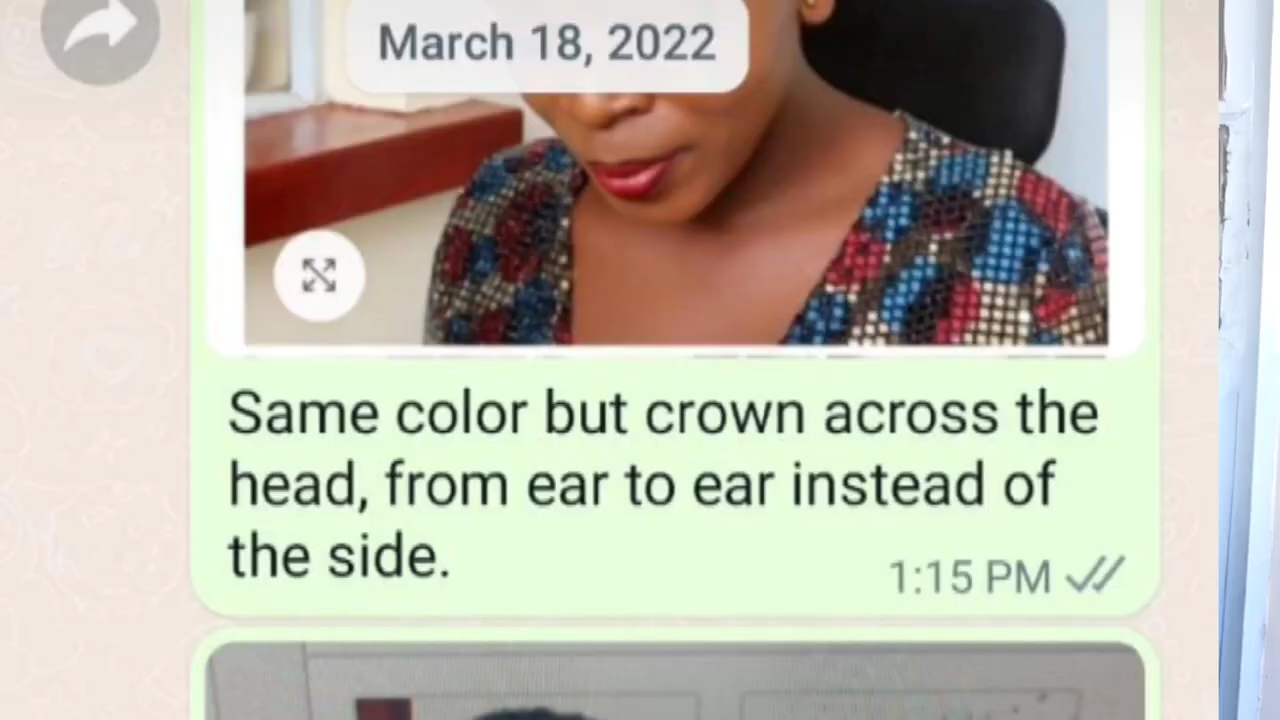 March 18, 2022
Same color but crown across the
head, from ear to ear instead of
the side.
1:15 PM